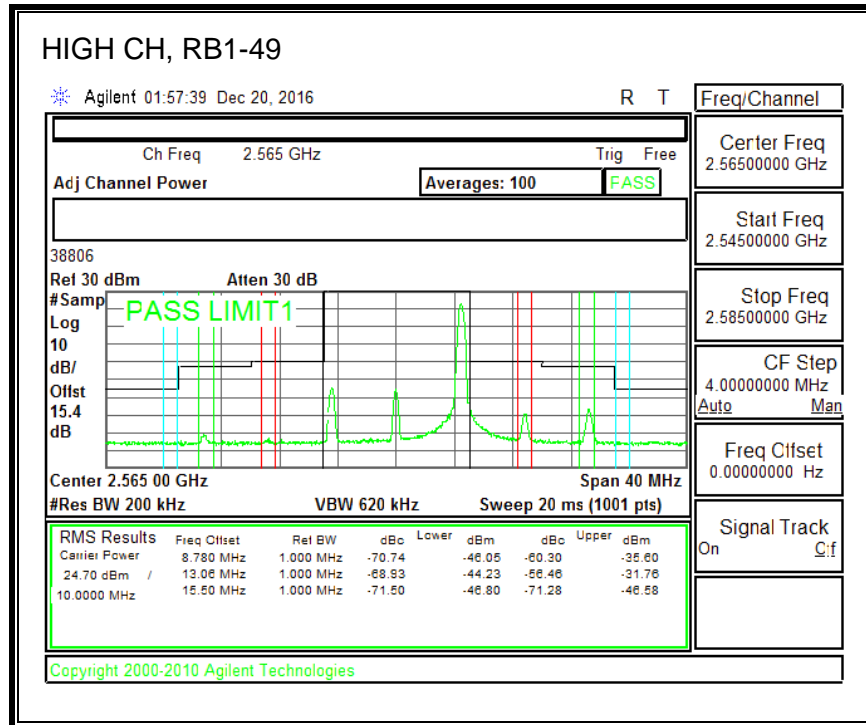 HIGH CH, RB1-49
Agilent 01:57:39 Dec 20, 2016 R T
Freq/Channel
Ch Freq 2.565 GHz Trig Free
Adj Channel Power Averages: 100 PASS
Center Freq
2.56500000 GHz
Start Freq
2.54500000 GHz
Stop Freq
2.58500000 GHz
CF Step
4.00000000 MHz
Auto Man
Freq Offset
0.00000000 Hz
Signal Track
On Off
38806
Ref 30 dBm Atten 30 dB
#Samp
Log
10
dB/
Offst
15.4
dB
PASS LIMIT1
Center 2.565 00 GHz Span 40 MHz
#Res BW 200 kHz VBW 620 kHz Sweep 20 ms (1001 pts)
RMS Results Freq Offset Ref BW dBc Lower dBm dBc Upper dBm
Carrier Power 8.780 MHz 1.000 MHz -70.74 -46.05 -60.30 -35.60
24.70 dBm / 13.06 MHz 1.000 MHz -68.93 -44.23 -56.46 -31.76
10.0000 MHz 15.50 MHz 1.000 MHz -71.50 -46.80 -71.28 -46.58
Copyright 2000-2010 Agilent Technologies